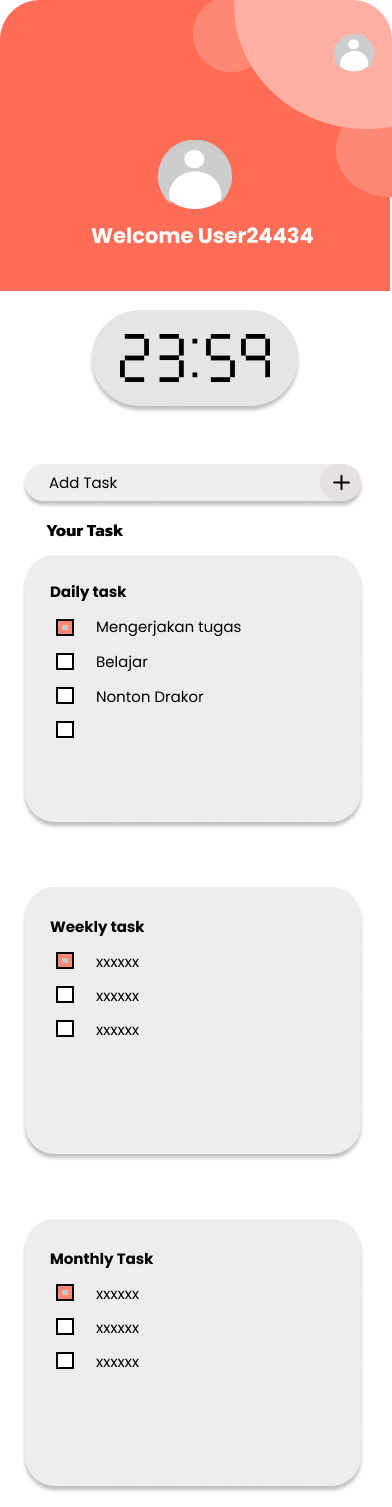 Welcome User24434
23:59
Add Task
Your Task
Daily task
Mengerjakan tugas
Belajar
Nonton Drakor
Weekly task
xxxxxx
xxxxxx
xxxxxx
Monthly Task
xxxxxx
xxxxxx
xxxxxx